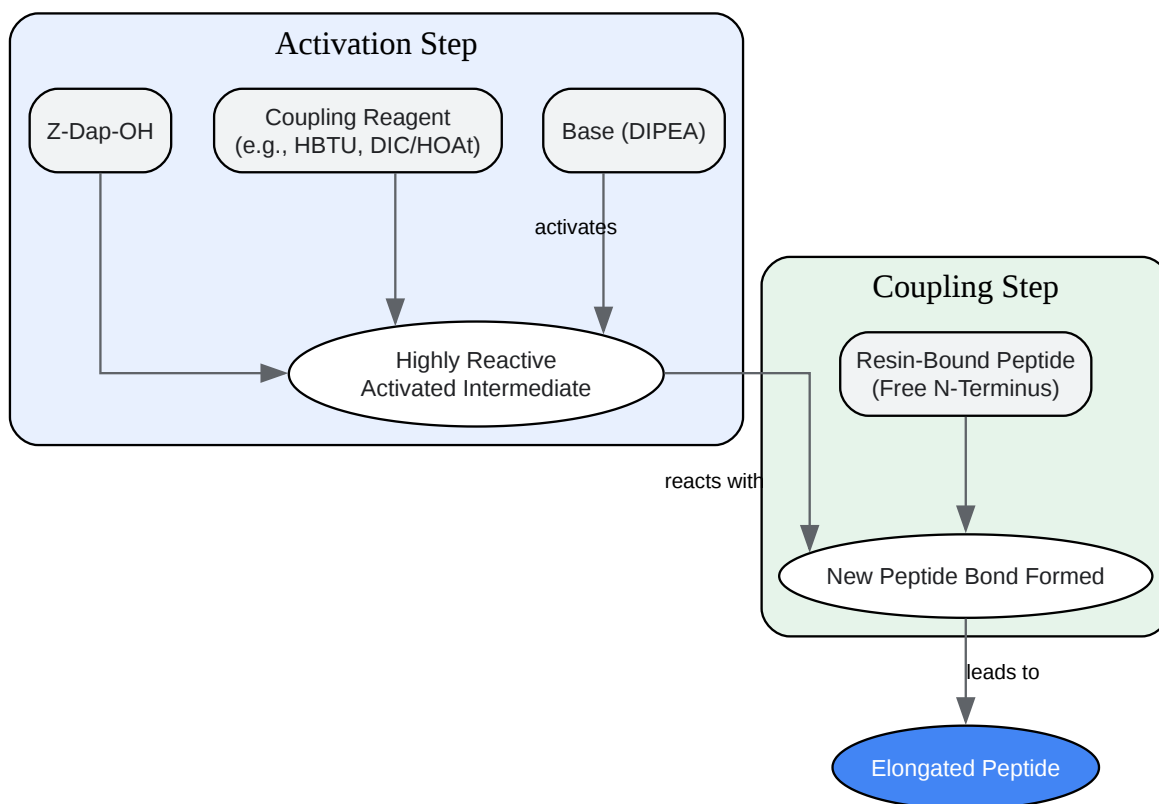 Activation Step
Z-Dap-OH
Coupling Reagent
(e.g., HBTU, DIC/HOAt)
Base (DIPEA)
activates
Highly Reactive
Activated Intermediate
Coupling Step
Resin-Bound Peptide
(Free N-Terminus)
reacts with
New Peptide Bond Formed
leads to
Elongated Peptide